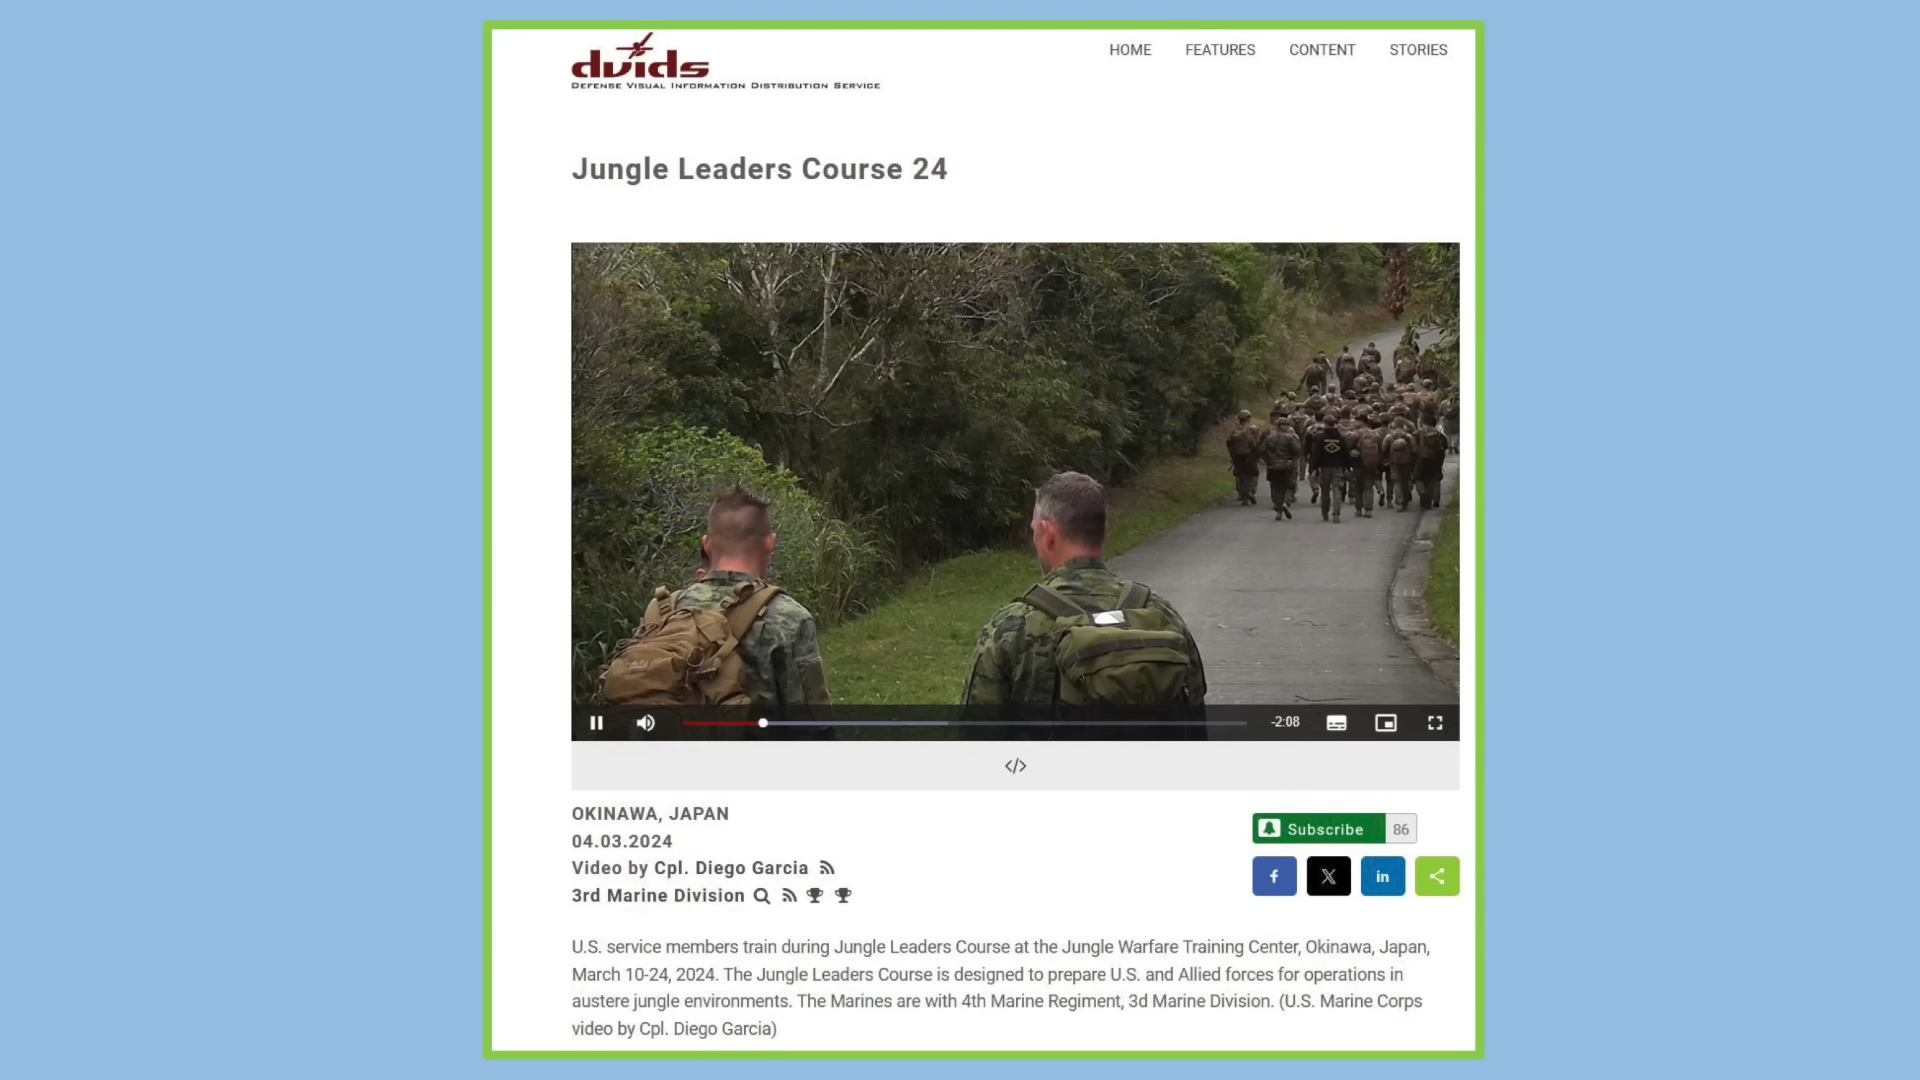 dvids
DEFENSE VISUAL INFORMATION DISTRIBUTION SERVICE
HOME FEATURES CONTENT STORIES
Jungle Leaders Course 24
-2:08
</>
OKINAWA, JAPAN
04.03.2024
Video by Cpl. Diego Garcia
3rd Marine Division
Subscribe 86
f X in
U.S. service members train during Jungle Leaders Course at the Jungle Warfare Training Center, Okinawa, Japan,
March 10-24, 2024. The Jungle Leaders Course is designed to prepare U.S. and Allied forces for operations in
austere jungle environments. The Marines are with 4th Marine Regiment, 3d Marine Division. (U.S. Marine Corps
video by Cpl. Diego Garcia)